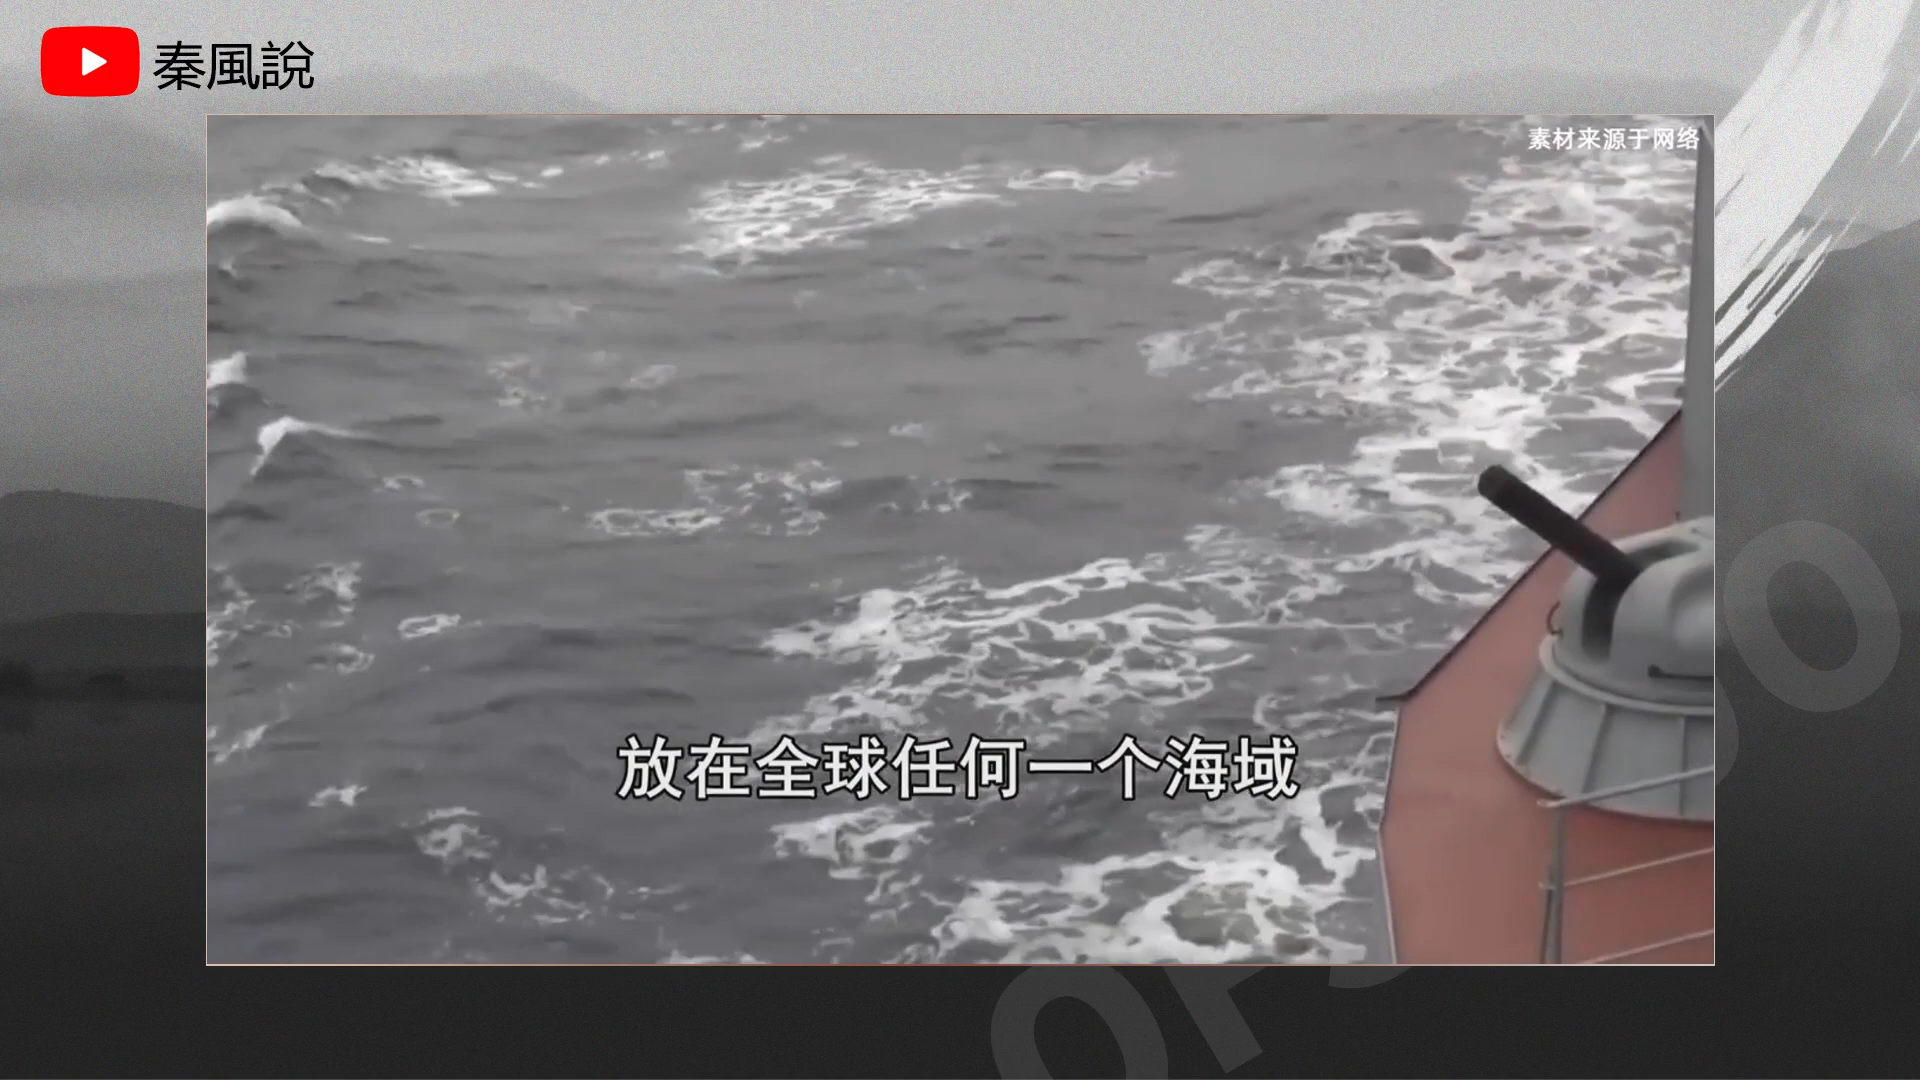 秦風說
素材来源于网络
放在全球任何一个海域